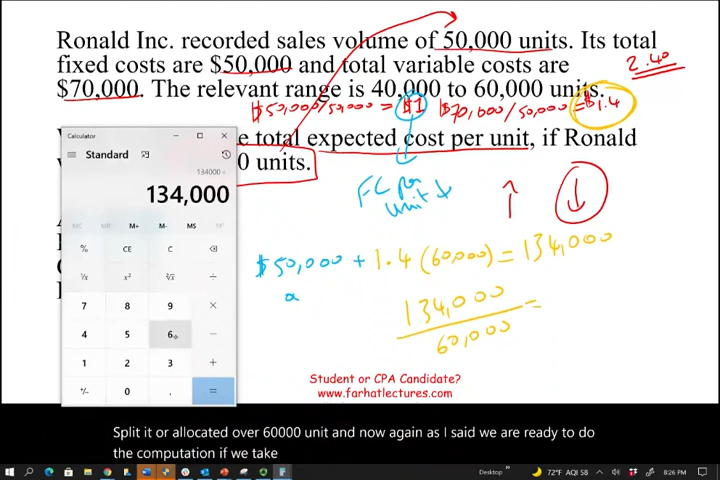 Ronald Inc. recorded sales volume of 50,000 units. Its total
fixed costs are $50,000 and total variable costs are
2.40
$70,000. The relevant range is 40,000 to 60,000 units.
$50,000/50,000 = $1 $70,000/50,000 = $1.4
e total expected cost per unit, if Ronald
0 units.
FC per
unit ↓
↑ ↓
$50,000 + 1.4 (60,000) = 134,000
a
134,000
60,000 =
Calculator
Standard
134000 ÷
134,000
MC MR M+ M- MS
% CE C
¹/x x² ²√x ÷
7 8 9 ×
4 5 6 −
1 2 3 +
+/- 0 . =
Student or CPA Candidate?
www.farhatlectures.com
Split it or allocated over 60000 unit and now again as I said we are ready to do
the computation if we take
Desktop » 72°F AQI 58 8:26 PM